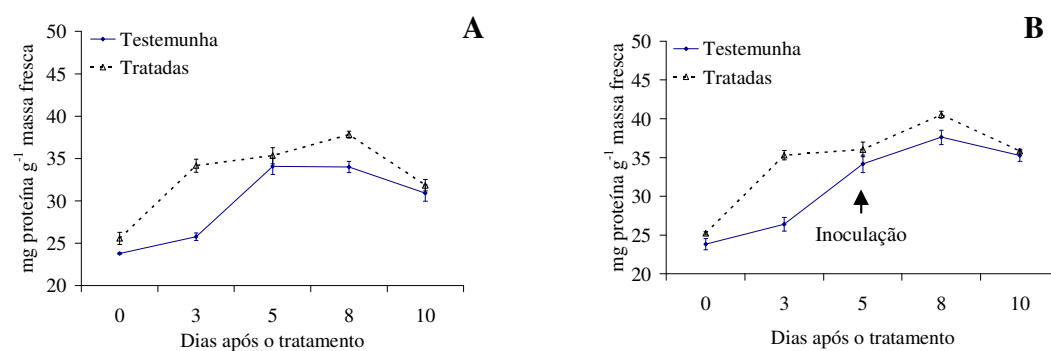 A
Testemunha
Tratadas
mg proteína g⁻¹ massa fresca
50
45
40
35
30
25
20
0 3 5 8 10
Dias após o tratamento
B
Testemunha
Tratadas
mg proteína g⁻¹ massa fresca
50
45
40
35
30
25
20
Inoculação
0 3 5 8 10
Dias após o tratamento